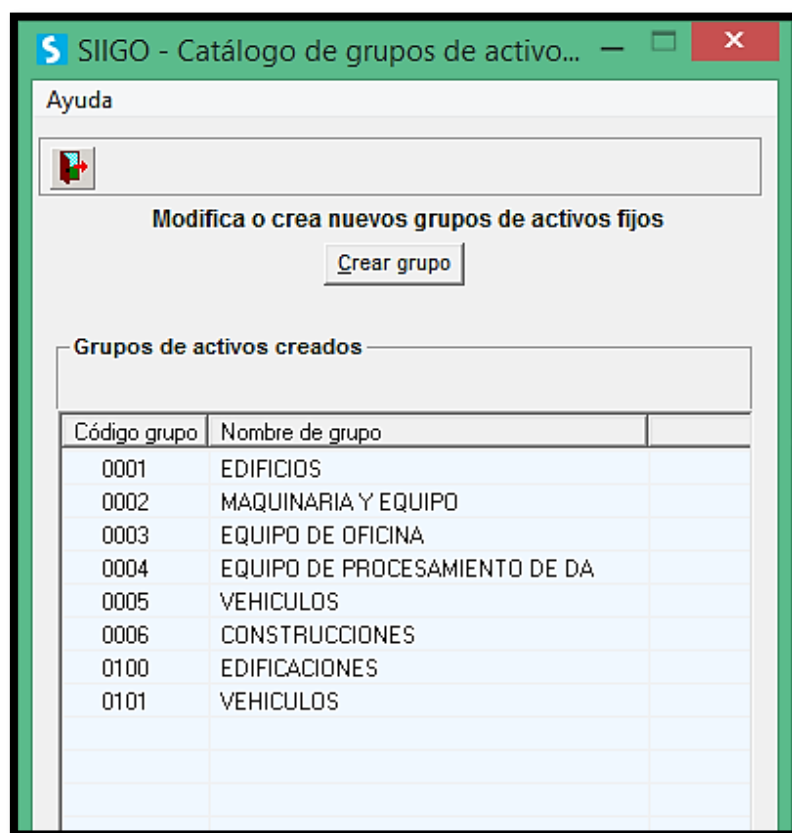 SIIGO - Catálogo de grupos de activo...
Ayuda
Modifica o crea nuevos grupos de activos fijos
Crear grupo
Grupos de activos creados
Código grupo Nombre de grupo
0001 EDIFICIOS
0002 MAQUINARIA Y EQUIPO
0003 EQUIPO DE OFICINA
0004 EQUIPO DE PROCESAMIENTO DE DA
0005 VEHICULOS
0006 CONSTRUCCIONES
0100 EDIFICACIONES
0101 VEHICULOS